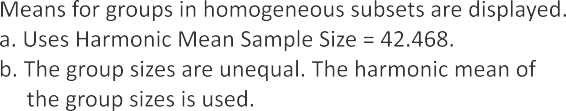 Means for groups in homogeneous subsets are displayed.
a. Uses Harmonic Mean Sample Size = 42.468.
b. The group sizes are unequal. The harmonic mean of
the group sizes is used.